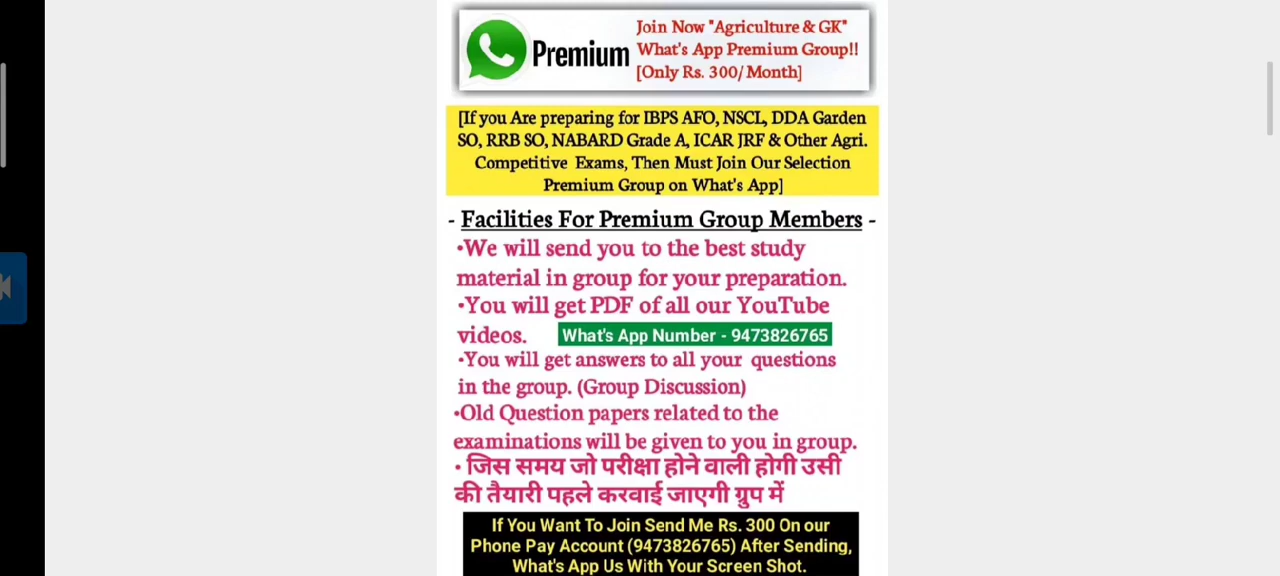 Join Now "Agriculture & GK"
Premium What's App Premium Group!!
[Only Rs. 300/Month]
[If you Are preparing for IBPS AFO, NSCL, DDA Garden
SO, RRB SO, NABARD Grade A, ICAR JRF & Other Agri.
Competitive Exams, Then Must Join Our Selection
Premium Group on What's App]
- Facilities For Premium Group Members -
•We will send you to the best study
material in group for your preparation.
•You will get PDF of all our YouTube
videos. What's App Number - 9473826765
•You will get answers to all your questions
in the group. (Group Discussion)
•Old Question papers related to the
examinations will be given to you in group.
• जिस समय जो परीक्षा होने वाली होगी उसी
की तैयारी पहले करवाई जाएगी ग्रुप में
If You Want To Join Send Me Rs. 300 On our
Phone Pay Account (9473826765) After Sending,
What's App Us With Your Screen Shot.